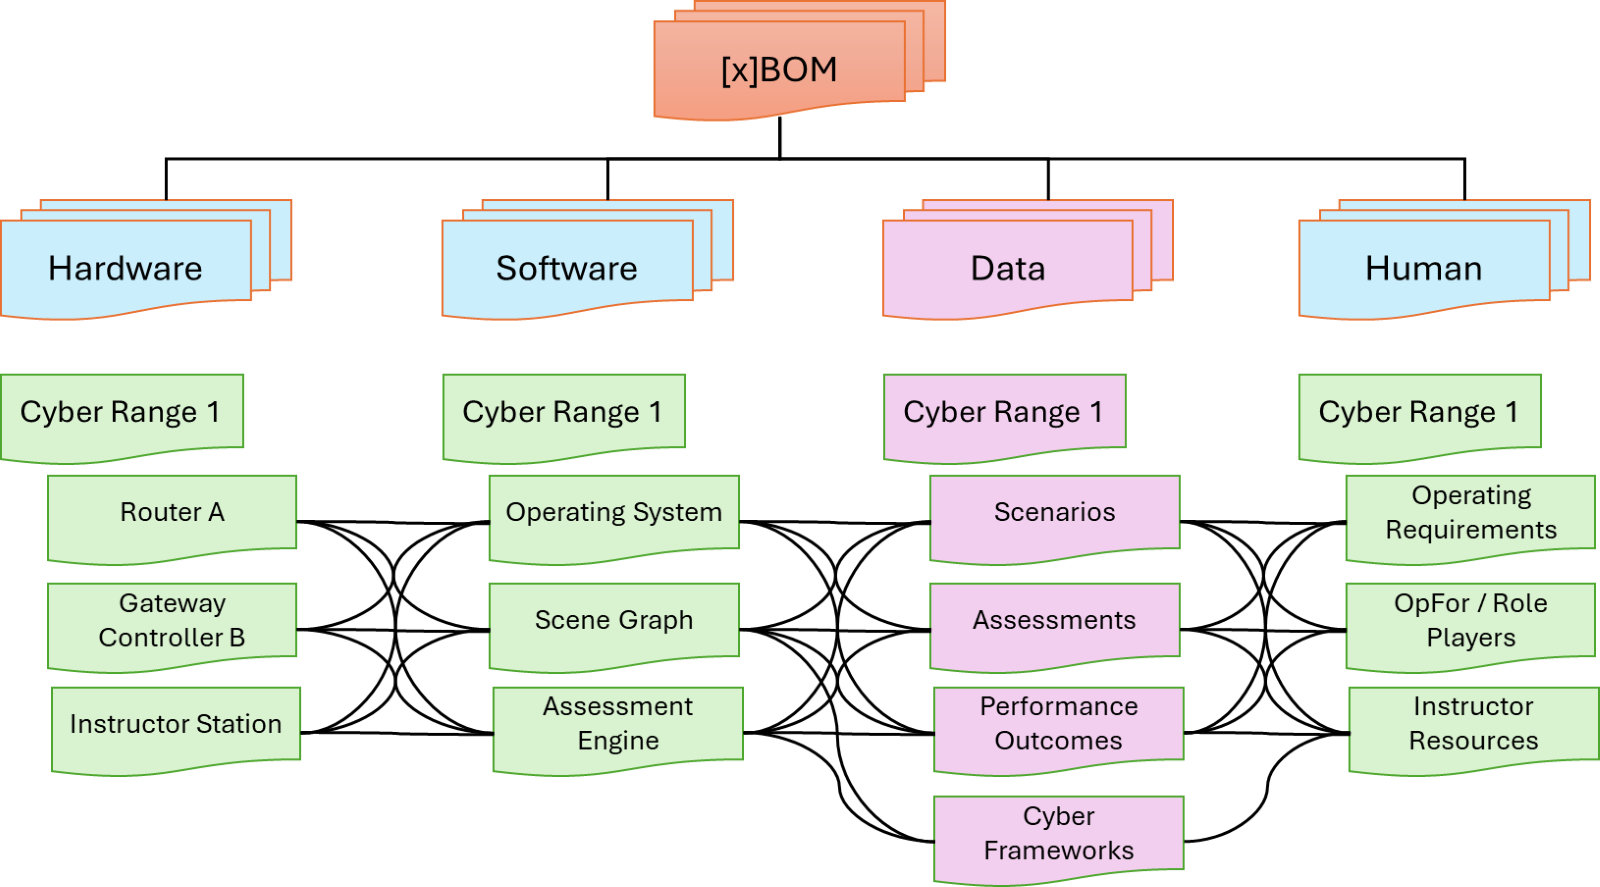 [x]BOM
Hardware
Software
Data
Human
Cyber Range 1
Cyber Range 1
Cyber Range 1
Cyber Range 1
Router A
Operating System
Scenarios
Operating
Requirements
Gateway
Controller B
Scene Graph
Assessments
OpFor / Role
Players
Instructor Station
Assessment
Engine
Performance
Outcomes
Instructor
Resources
Cyber
Frameworks